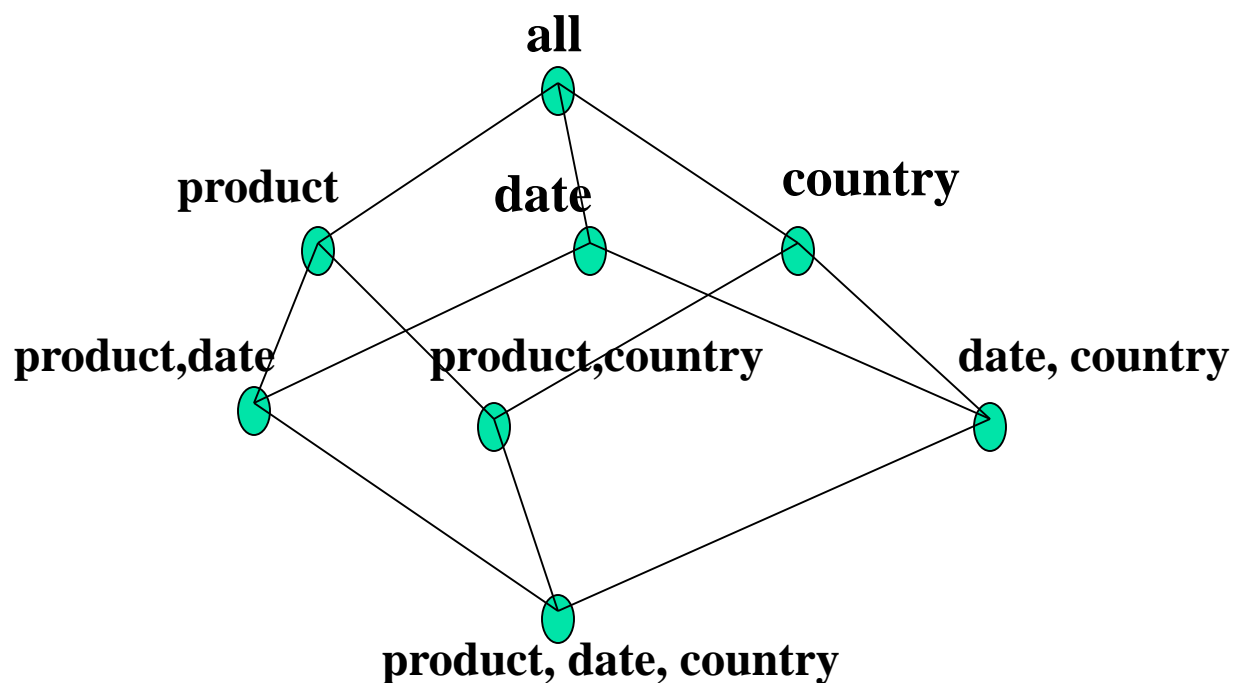 all
product
date
country
product,date
product,country
date, country
product, date, country